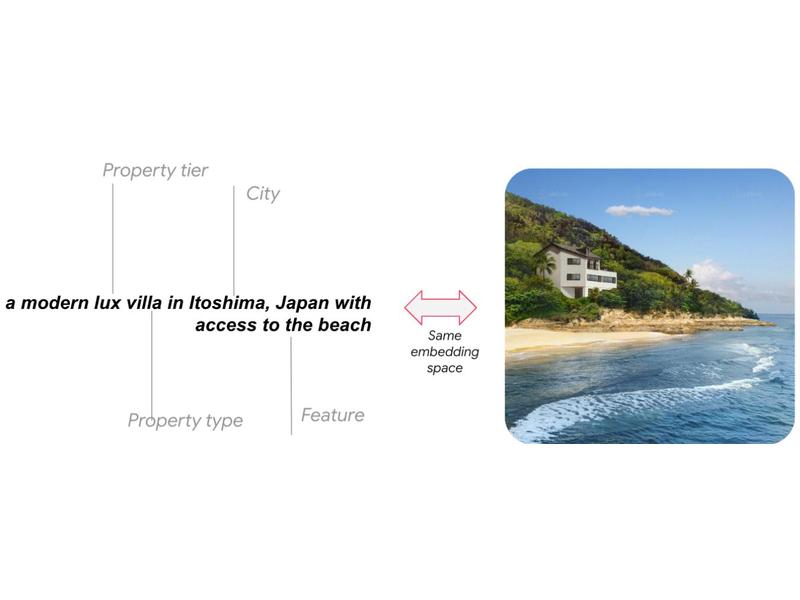 Property tier
City
a modern lux villa in Itoshima, Japan with
access to the beach
Same
embedding
space
Property type
Feature